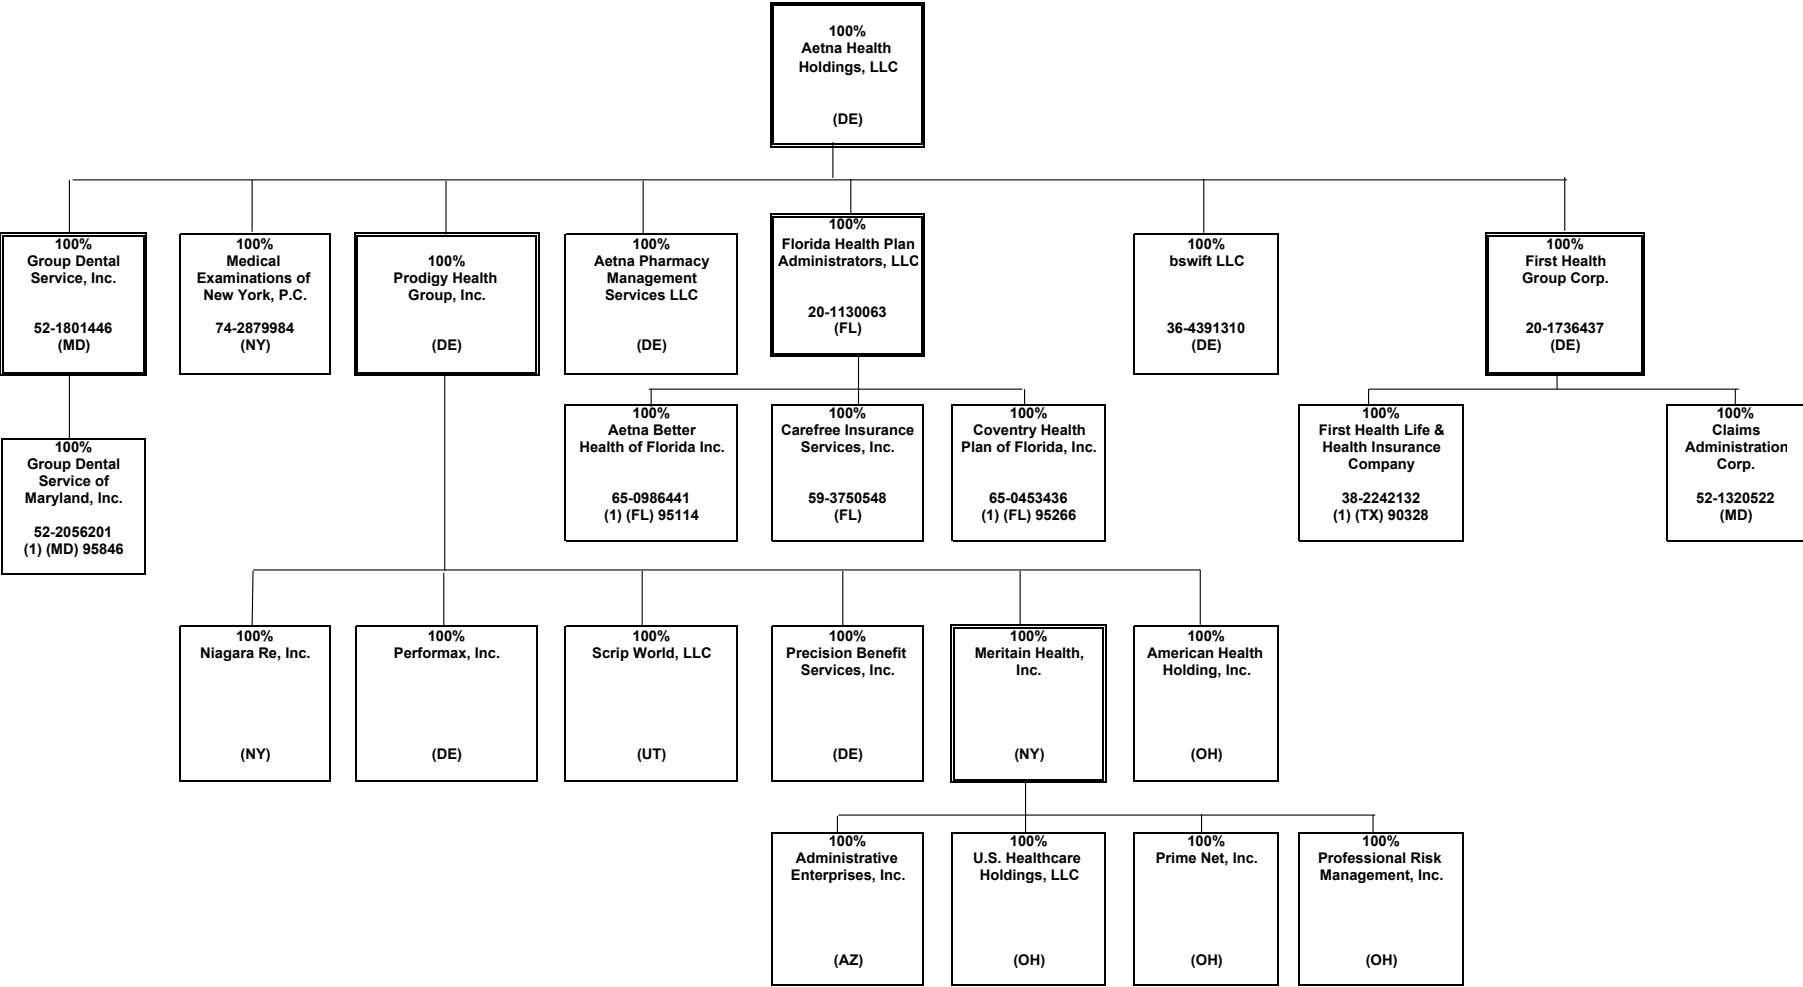 100%
Aetna Health
Holdings, LLC
(DE)
100%
Group Dental
Service, Inc.
52-1801446
(MD)
100%
Medical
Examinations of
New York, P.C.
74-2879984
(NY)
100%
Prodigy Health
Group, Inc.
(DE)
100%
Aetna Pharmacy
Management
Services LLC
(DE)
100%
Florida Health Plan
Administrators, LLC
20-1130063
(FL)
100%
bswift LLC
36-4391310
(DE)
100%
First Health
Group Corp.
20-1736437
(DE)
100%
Group Dental
Service of
Maryland, Inc.
52-2056201
(1) (MD) 95846
100%
Aetna Better
Health of Florida Inc.
65-0986441
(1) (FL) 95114
100%
Carefree Insurance
Services, Inc.
59-3750548
(FL)
100%
Coventry Health
Plan of Florida, Inc.
65-0453436
(1) (FL) 95266
100%
First Health Life &
Health Insurance
Company
38-2242132
(1) (TX) 90328
100%
Claims
Administration
Corp.
52-1320522
(MD)
100%
Niagara Re, Inc.
(NY)
100%
Performax, Inc.
(DE)
100%
Scrip World, LLC
(UT)
100%
Precision Benefit
Services, Inc.
(DE)
100%
Meritain Health,
Inc.
(NY)
100%
American Health
Holding, Inc.
(OH)
100%
Administrative
Enterprises, Inc.
(AZ)
100%
U.S. Healthcare
Holdings, LLC
(OH)
100%
Prime Net, Inc.
(OH)
100%
Professional Risk
Management, Inc.
(OH)